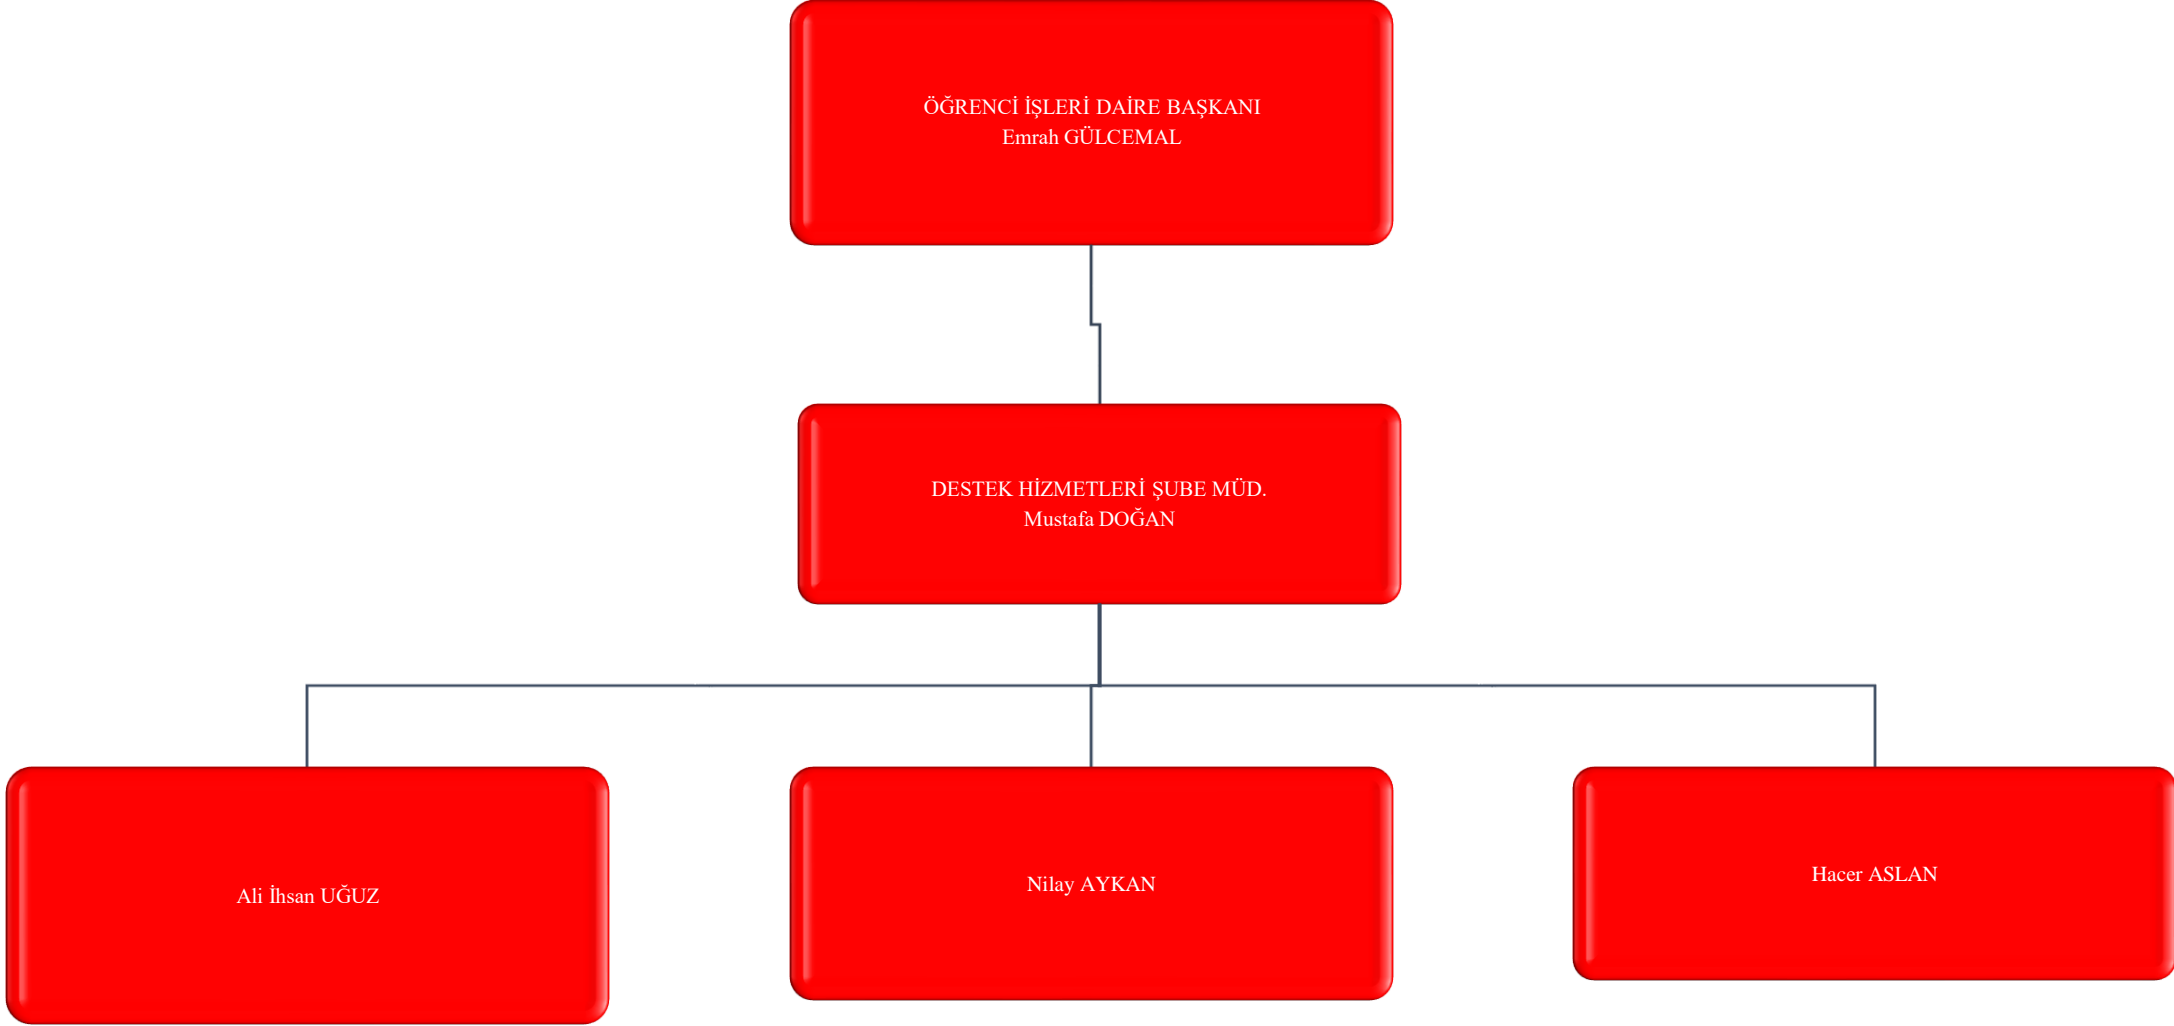 ÖĞRENCİ İŞLERİ DAİRE BAŞKANI
Emrah GÜLCEMAL
DESTEK HİZMETLERİ ŞUBE MÜD.
Mustafa DOĞAN
Ali İhsan UĞUZ
Nilay AYKAN
Hacer ASLAN